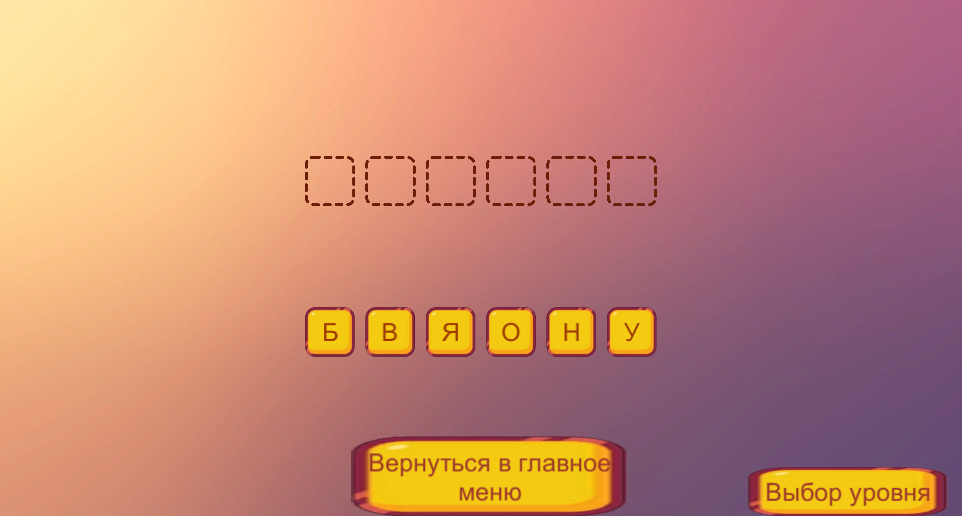 Б В Я О Н У
Вернуться в главное
меню
Выбор уровня